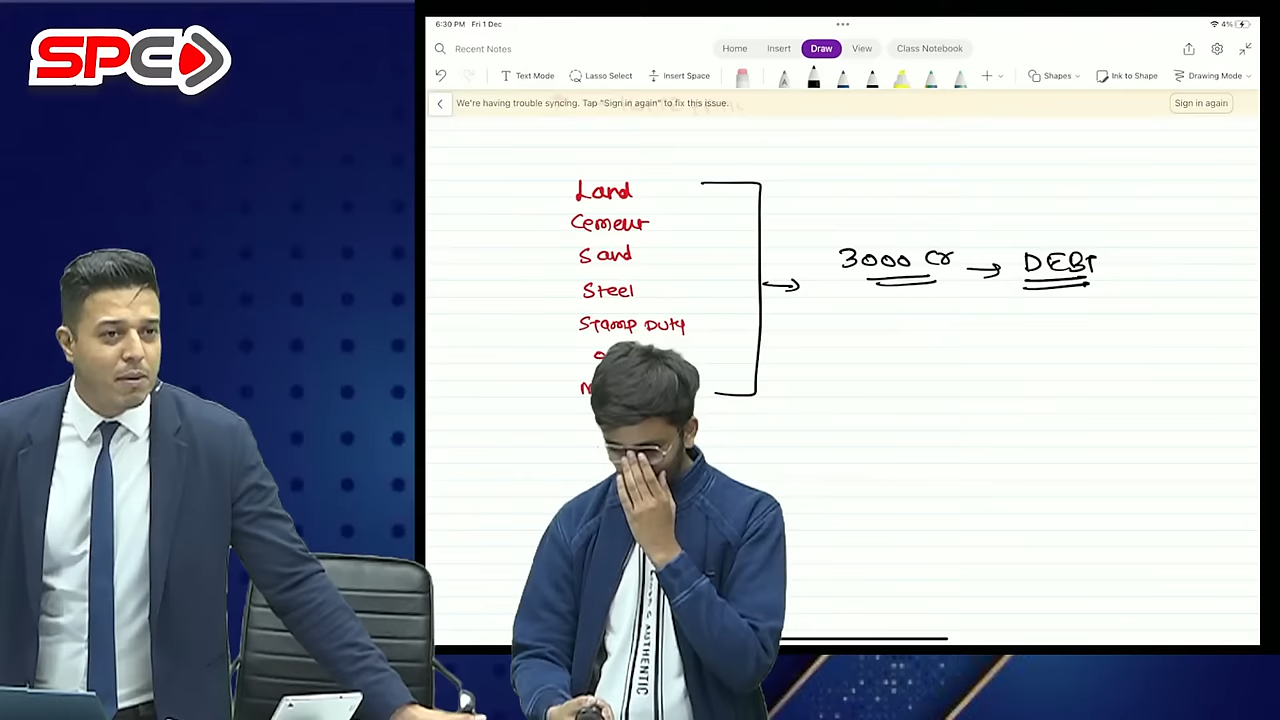 SPC
6:30 PM Fri 1 Dec
4%
Recent Notes
Home Insert Draw View Class Notebook
Text Mode Lasso Select Insert Space Shapes Ink to Shape Drawing Mode
We're having trouble syncing. Tap "Sign in again" to fix this issue. Sign in again
Land
Cement
Sand
Steel
Stamp Duty
3000 Cr → DEBT
AUTHENTIC